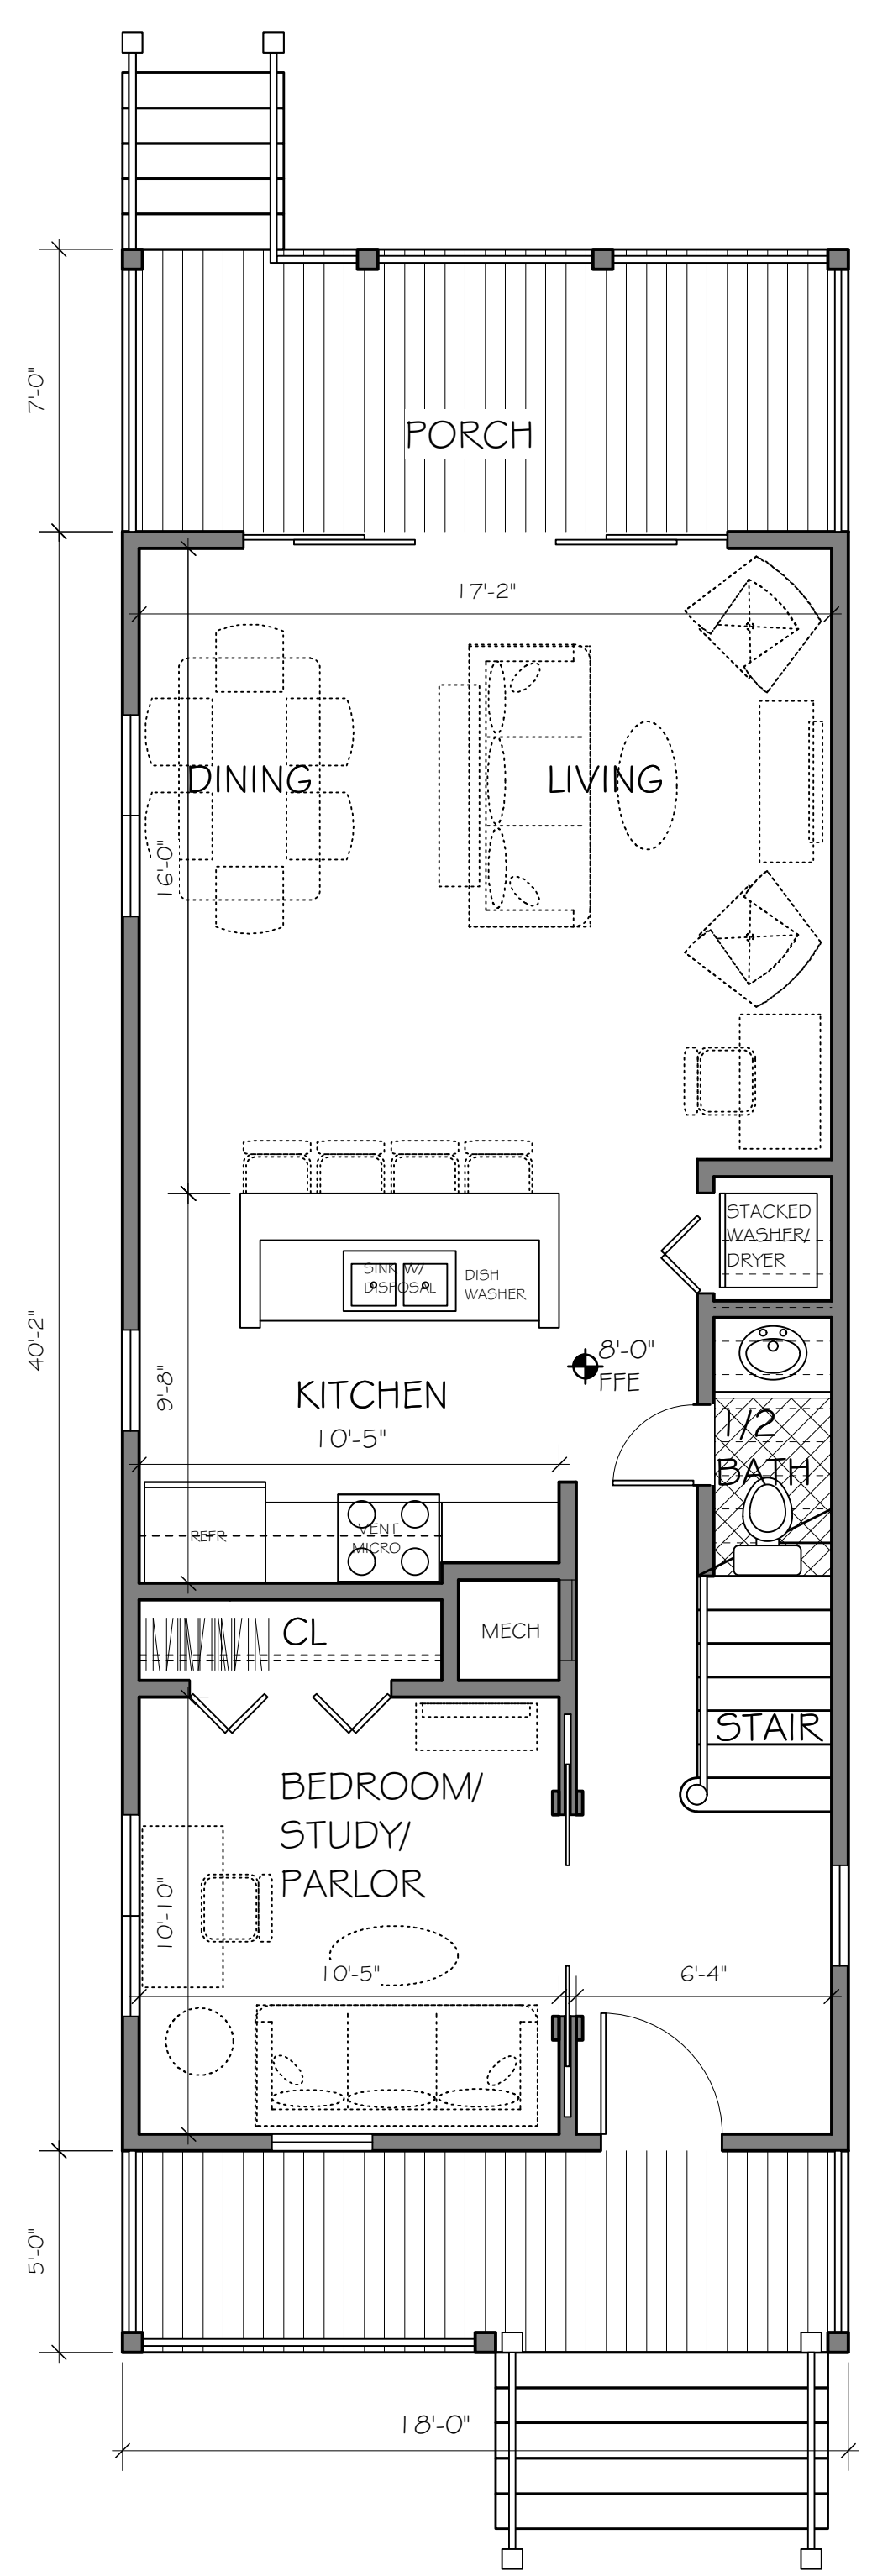 7'-0"
PORCH
17'-2"
DINING
LIVING
16'-0"
STACKED
WASHER/
DRYER
SINK W/
DISPOSAL
DISH
WASHER
40'-2"
8'-0"
FFE
9'-8"
KITCHEN
10'-5"
1/2
BATH
REFR
VENT
MICRO
CL
MECH
STAIR
BEDROOM/
STUDY/
PARLOR
10'-10"
10'-5"
6'-4"
5'-0"
18'-0"